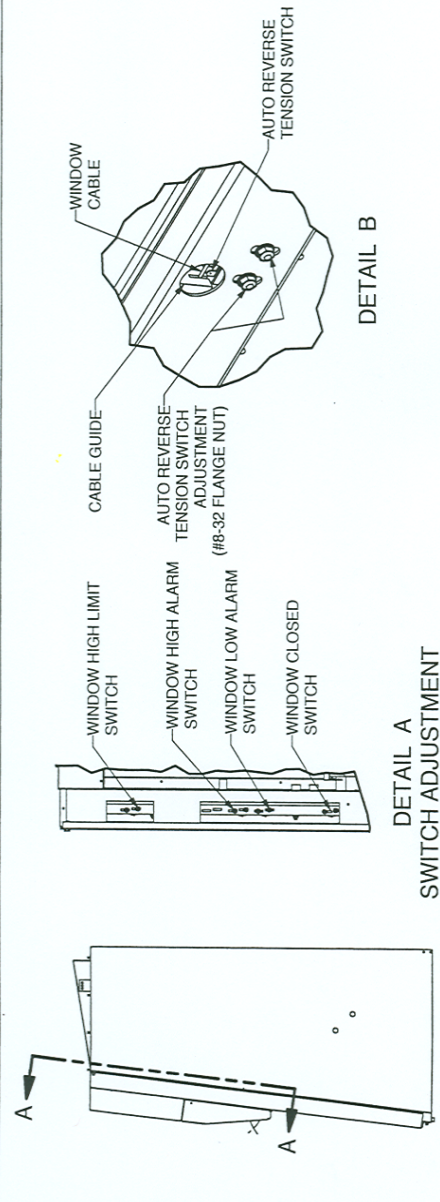 A
A
WINDOW HIGH LIMIT
SWITCH
WINDOW HIGH ALARM
SWITCH
WINDOW LOW ALARM
SWITCH
WINDOW CLOSED
SWITCH
DETAIL A
SWITCH ADJUSTMENT
CABLE GUIDE
WINDOW
CABLE
AUTO REVERSE
TENSION SWITCH
ADJUSTMENT
(#8-32 FLANGE NUT)
AUTO REVERSE
TENSION SWITCH
DETAIL B